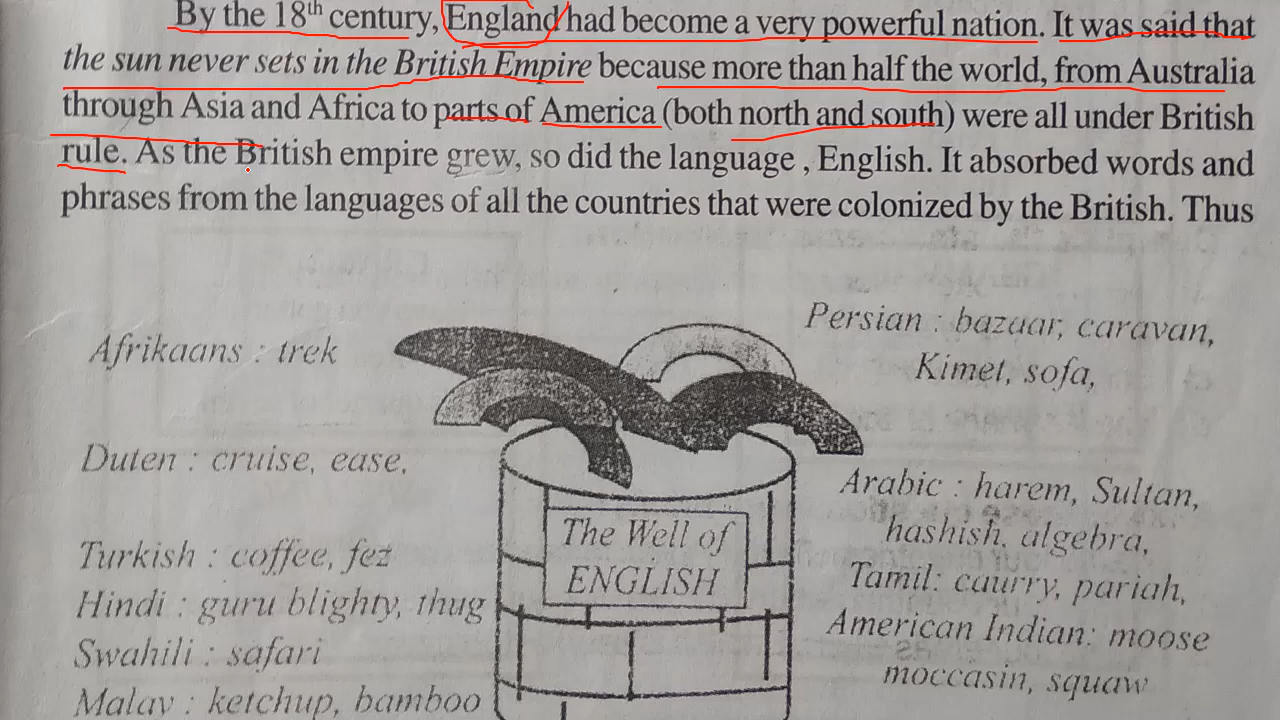 By the 18th century, England had become a very powerful nation. It was said that
the sun never sets in the British Empire because more than half the world, from Australia
through Asia and Africa to parts of America (both north and south) were all under British
rule. As the British empire grew, so did the language , English. It absorbed words and
phrases from the languages of all the countries that were colonized by the British. Thus
Afrikaans : trek
Persian : bazaar, caravan,
Kimet, sofa,
Duten : cruise, ease,
Arabic : harem, Sultan,
hashish, algebra,
The Well of
ENGLISH
Turkish : coffee, fez
Hindi : guru blighty, thug
Swahili : safari
Malay : ketchup, bamboo
Tamil: caurry, pariah,
American Indian: moose
moccasin, squaw